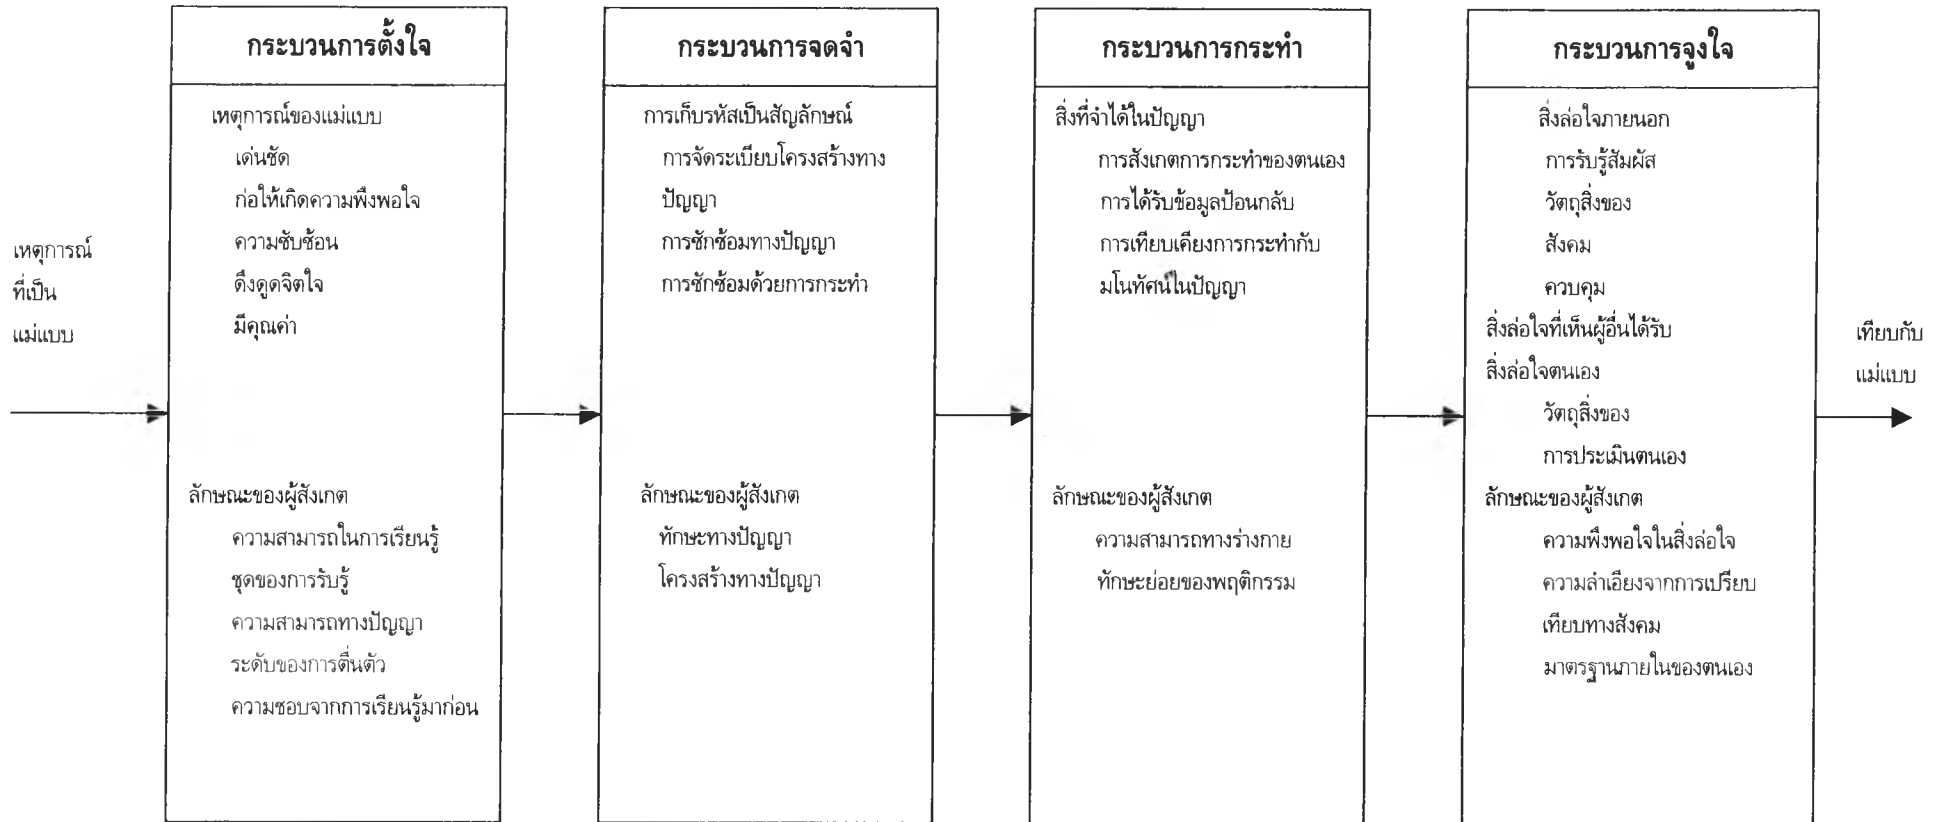 เหตุการณ์
ที่เป็น
แม่แบบ
กระบวนการตั้งใจ
เหตุการณ์ของแม่แบบ
เด่นชัด
ก่อให้เกิดความพึงพอใจ
ความซับซ้อน
ดึงดูดจิตใจ
มีคุณค่า
ลักษณะของผู้สังเกต
ความสามารถในการเรียนรู้
ชุดของการรับรู้
ความสามารถทางปัญญา
ระดับของการตื่นตัว
ความชอบจากการเรียนรู้มาก่อน
กระบวนการจดจำ
การเก็บรหัสเป็นสัญลักษณ์
การจัดระเบียบโครงสร้างทาง
ปัญญา
การซักซ้อมทางปัญญา
การซักซ้อมด้วยการกระทำ
ลักษณะของผู้สังเกต
ทักษะทางปัญญา
โครงสร้างทางปัญญา
กระบวนการกระทำ
สิ่งที่จำได้ในปัญญา
การสังเกตการกระทำของตนเอง
การได้รับข้อมูลป้อนกลับ
การเทียบเคียงการกระทำกับ
มโนทัศน์ในปัญญา
ลักษณะของผู้สังเกต
ความสามารถทางร่างกาย
ทักษะย่อยของพฤติกรรม
กระบวนการจูงใจ
สิ่งล่อใจภายนอก
การรับรู้สัมผัส
วัตถุสิ่งของ
สังคม
ควบคุม
สิ่งล่อใจที่เห็นผู้อื่นได้รับ
สิ่งล่อใจตนเอง
วัตถุสิ่งของ
การประเมินตนเอง
ลักษณะของผู้สังเกต
ความพึงพอใจในสิ่งล่อใจ
ความลำเอียงจากการเปรียบ
เทียบทางสังคม
มาตรฐานภายในของตนเอง
เทียบกับ
แม่แบบ